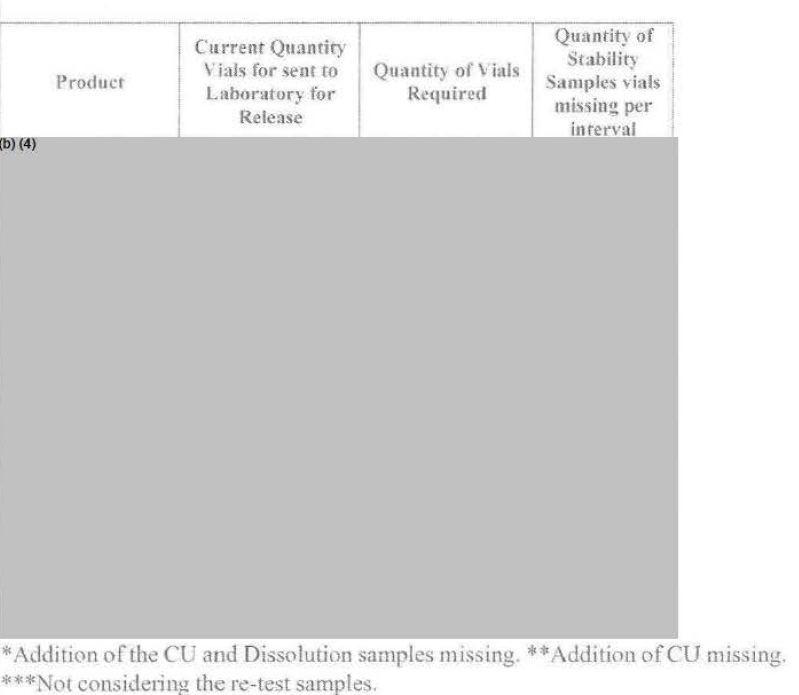 Product
Current Quantity
Vials for sent to
Laboratory for
Release
Quantity of Vials
Required
Quantity of
Stability
Samples vials
missing per
interval
(b) (4)
*Addition of the CU and Dissolution samples missing. **Addition of CU missing.
***Not considering the re-test samples.